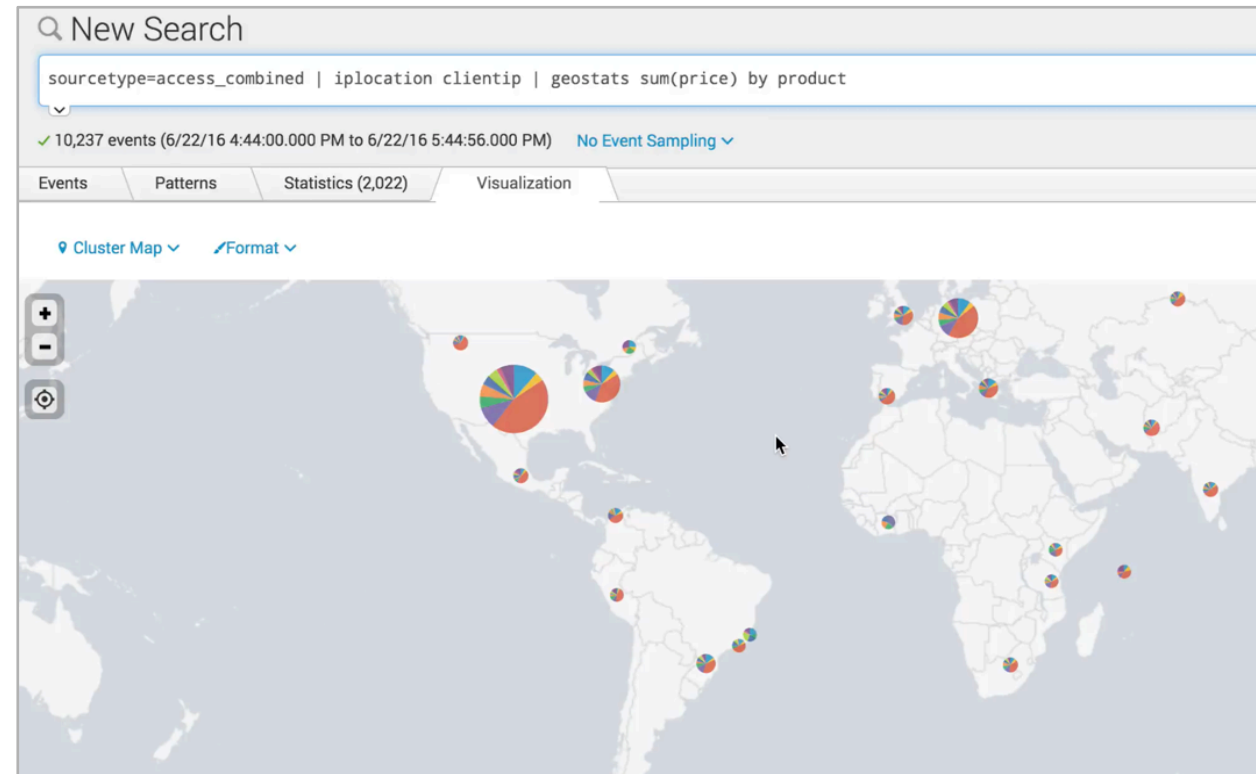 New Search
sourcetype=access_combined | iplocation clientip | geostats sum(price) by product
10,237 events (6/22/16 4:44:00.000 PM to 6/22/16 5:44:56.000 PM) No Event Sampling
Events Patterns Statistics (2,022) Visualization
Cluster Map Format
+
-